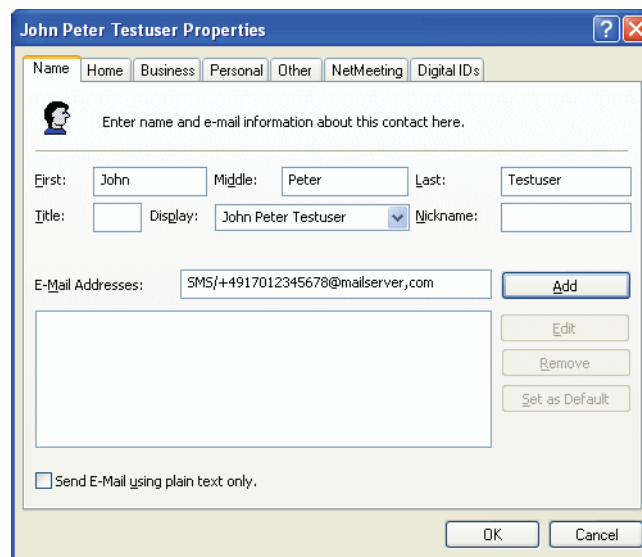 John Peter Testuser Properties
Name Home Business Personal Other NetMeeting Digital IDs
Enter name and e-mail information about this contact here.
First: John Middle: Peter Last: Testuser
Title: Display: John Peter Testuser Nickname:
E-Mail Addresses: SMS/+4917012345678@mailserver,com Add
Edit
Remove
Set as Default
Send E-Mail using plain text only.
OK Cancel